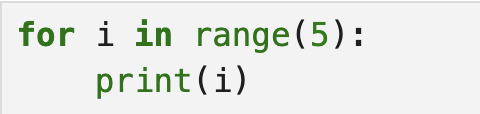 for i in range(5):
    print(i)